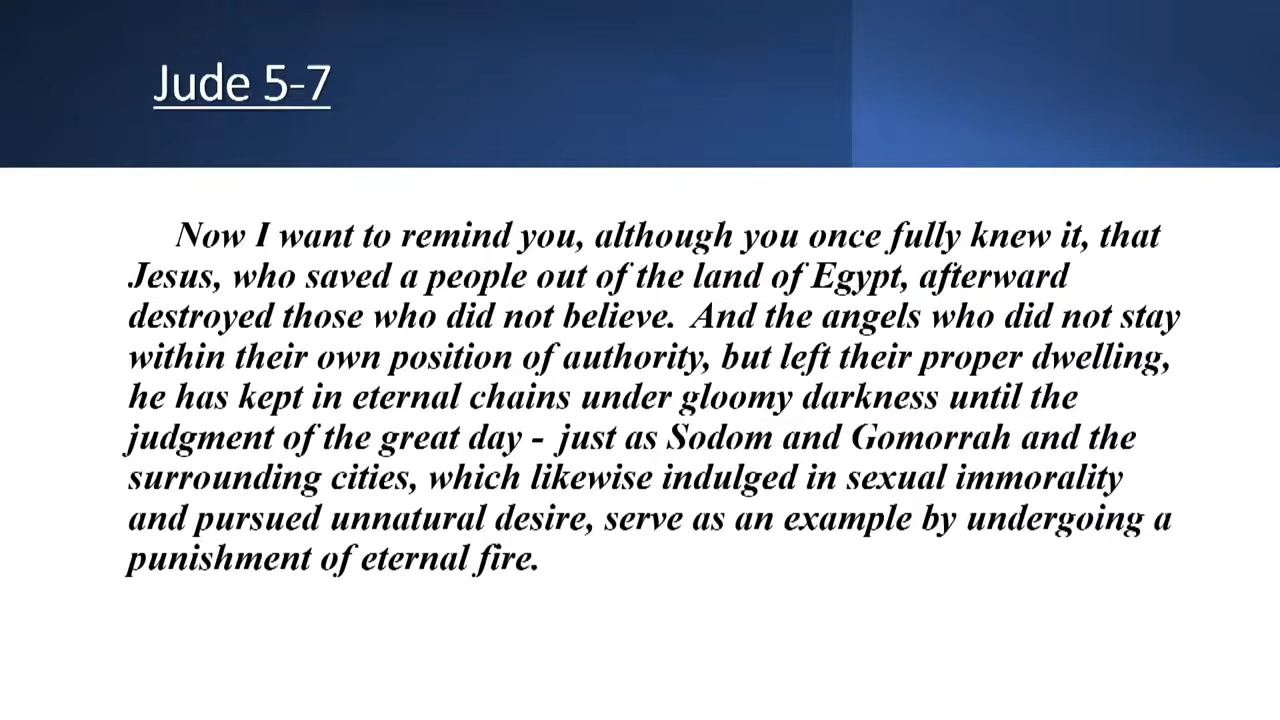 Jude 5-7
Now I want to remind you, although you once fully knew it, that
Jesus, who saved a people out of the land of Egypt, afterward
destroyed those who did not believe. And the angels who did not stay
within their own position of authority, but left their proper dwelling,
he has kept in eternal chains under gloomy darkness until the
judgment of the great day - just as Sodom and Gomorrah and the
surrounding cities, which likewise indulged in sexual immorality
and pursued unnatural desire, serve as an example by undergoing a
punishment of eternal fire.